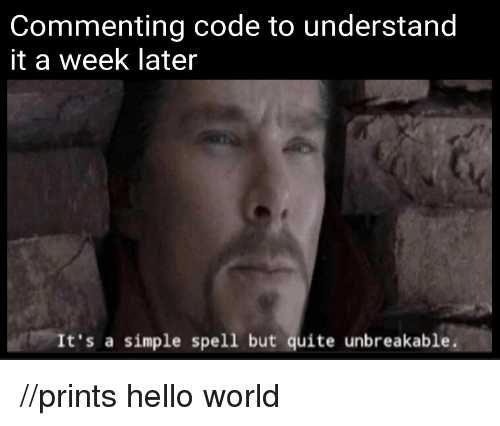 Commenting code to understand
it a week later
It's a simple spell but quite unbreakable.
//prints hello world